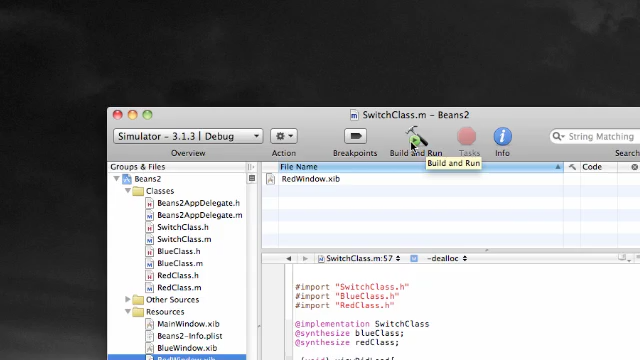 SwitchClass.m – Beans2
Simulator - 3.1.3 | Debug
String Matching
Overview
Action
Breakpoints
Build and Run
Tasks
Info
Search
Build and Run
Groups & Files
File Name
Code
Beans2
RedWindow.xib
Classes
Beans2AppDelegate.h
Beans2AppDelegate.m
SwitchClass.h
SwitchClass.m
BlueClass.h
BlueClass.m
RedClass.h
RedClass.m
Other Sources
Resources
MainWindow.xib
Beans2-Info.plist
BlueWindow.xib
RedWindow.xib
SwitchClass.m:57
-dealloc
#import "SwitchClass.h"
#import "BlueClass.h"
#import "RedClass.h"
@implementation SwitchClass
@synthesize blueClass;
@synthesize redClass;